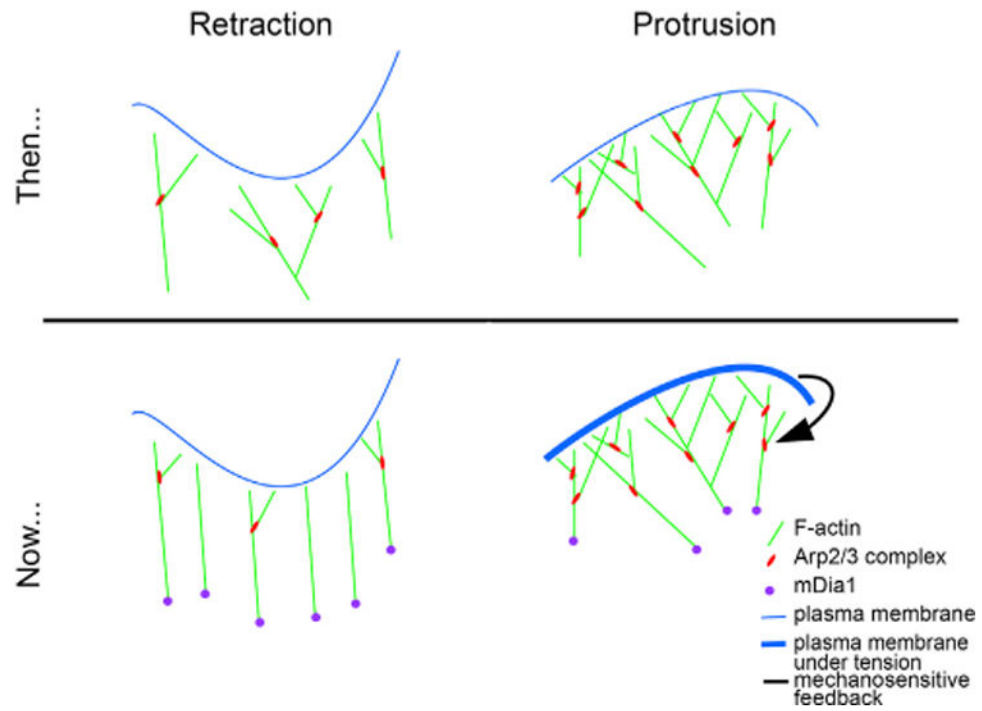 Retraction
Protrusion
Then...
Now...
F-actin
Arp2/3 complex
mDia1
plasma membrane
plasma membrane
under tension
mechanosensitive
feedback